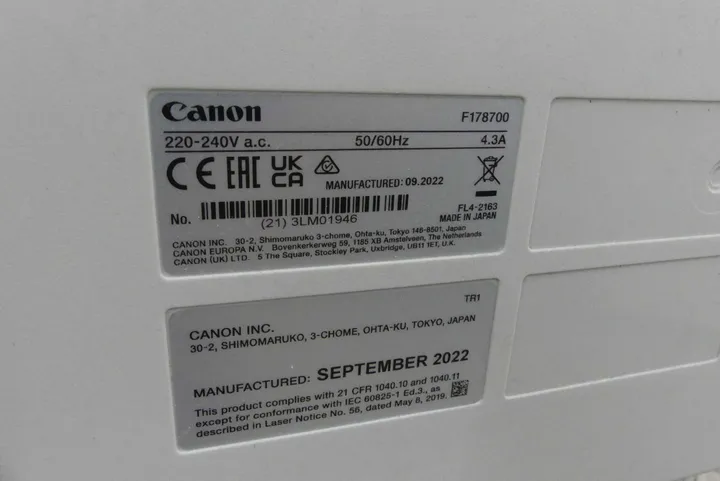 Canon
F178700
220-240V a.c. 50/60Hz 4.3A
CE EAC UK CA MANUFACTURED: 09.2022
No. (21) 3LM01946
FL4-2163
MADE IN JAPAN
CANON INC. 30-2, Shimomaruko 3-chome, Ohta-ku, Tokyo 146-8501, Japan
CANON EUROPA N.V. Bovenkerkerweg 59, 1185 XB Amstelveen, The Netherlands
CANON (UK) LTD. 5 The Square, Stockley Park, Uxbridge, UB11 1ET, U.K.
TR1
CANON INC.
30-2, SHIMOMARUKO, 3-CHOME, OHTA-KU, TOKYO, JAPAN
MANUFACTURED: SEPTEMBER 2022
This product complies with 21 CFR 1040.10 and 1040.11
except for conformance with IEC 60825-1 Ed.3., as
described in Laser Notice No. 56, dated May 8, 2019.